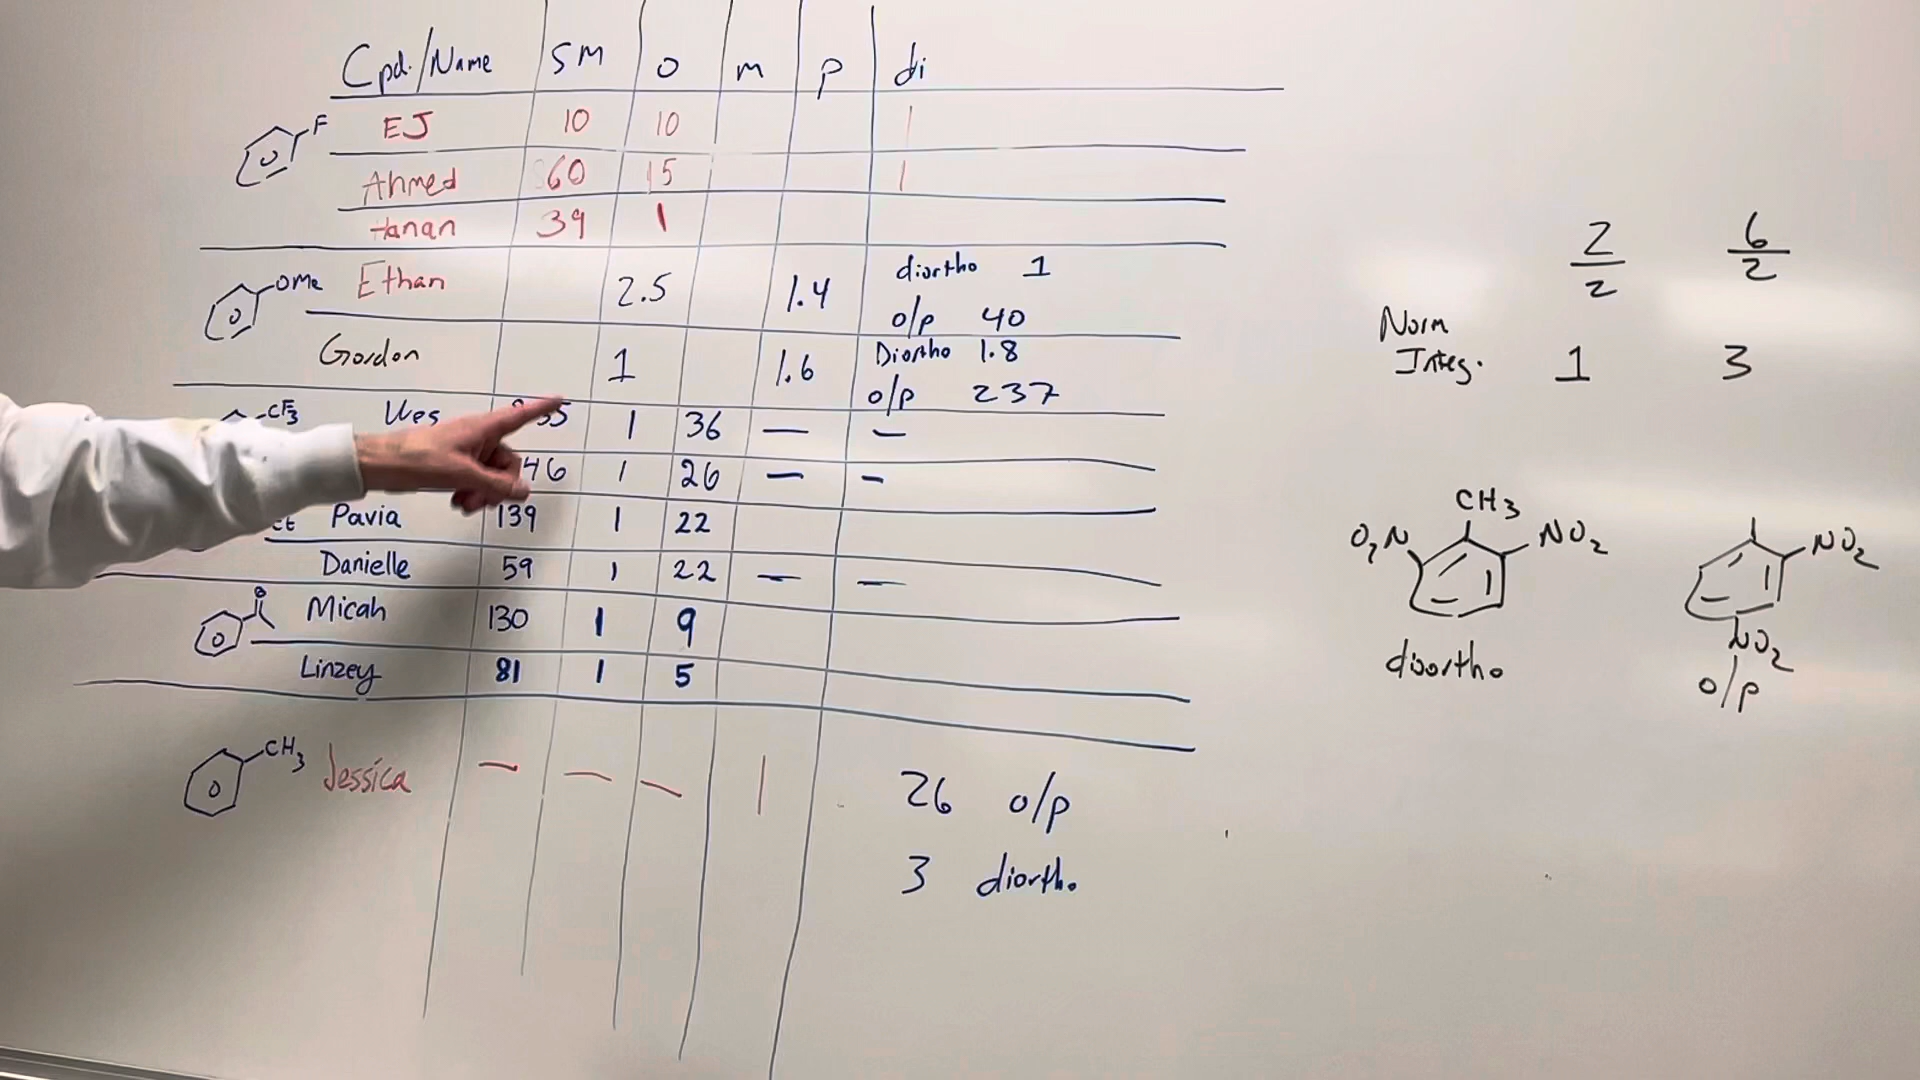 Cpd./Name SM o m p di
F EJ 10 10 1
Ahmed 60 15 1
Hanan 39 1
OMe Ethan 2.5 1.4 diortho 1
o/p 40
Gordon 1 1.6 Diortho 1.8
o/p 237
CF3 Wes 1 36 — —
46 1 26 — —
Et Pavia 139 1 22
Danielle 59 1 22 — —
O Micah 130 1 9
Linzey 81 1 5
CH3 Jessica — — — 1 26 o/p
3 diortho
2/2 6/2
Norm
Integ. 1 3
CH3
O2N NO2
diortho
NO2
NO2
o/p